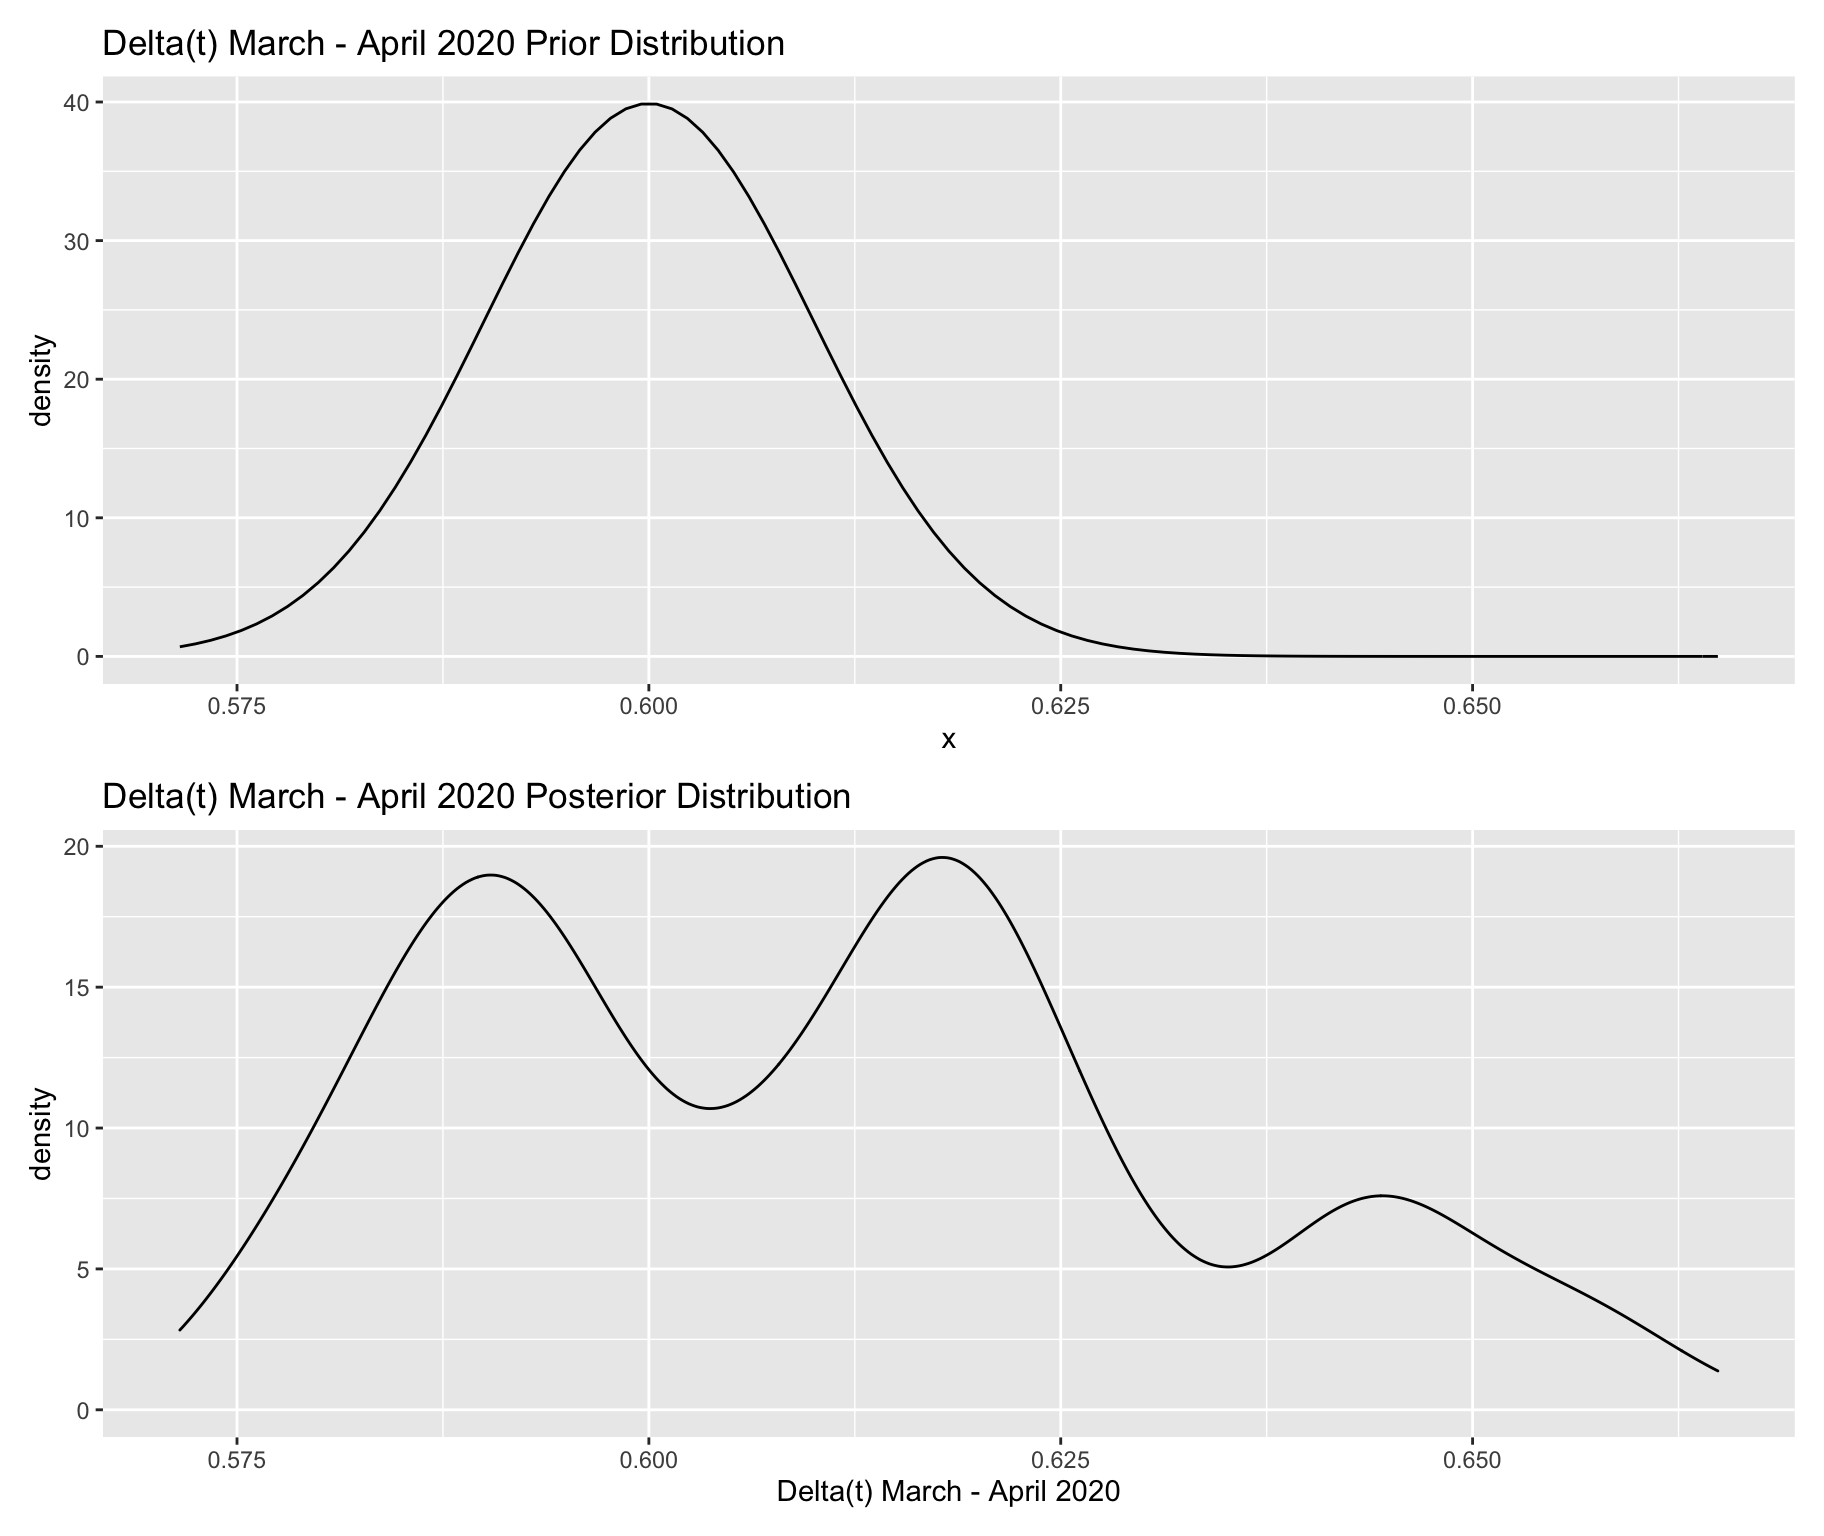 Delta(t) March - April 2020 Prior Distribution
40
30
20
10
0
density
0.575 0.600 0.625 0.650
x
Delta(t) March - April 2020 Posterior Distribution
20
15
10
5
0
density
0.575 0.600 0.625 0.650
Delta(t) March - April 2020